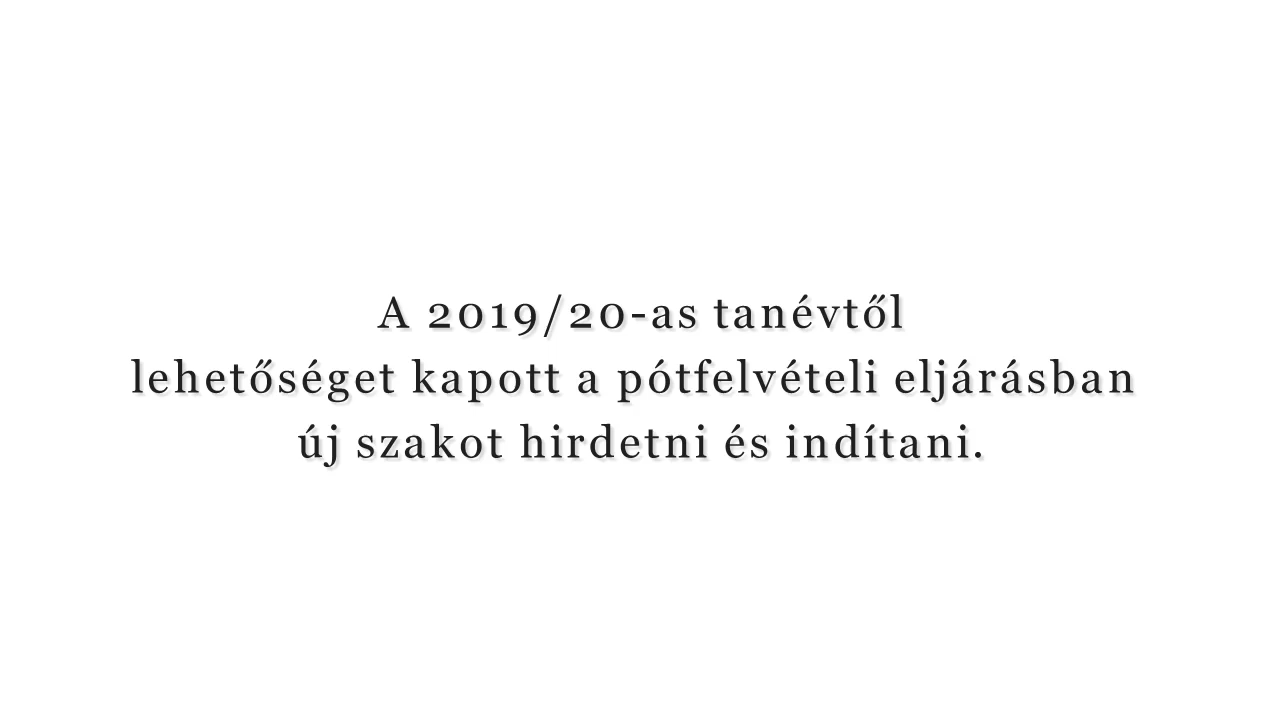 A 2019/20-as tanévtől
lehetőséget kapott a pótfelvételi eljárásban
új szakot hirdetni és indítani.